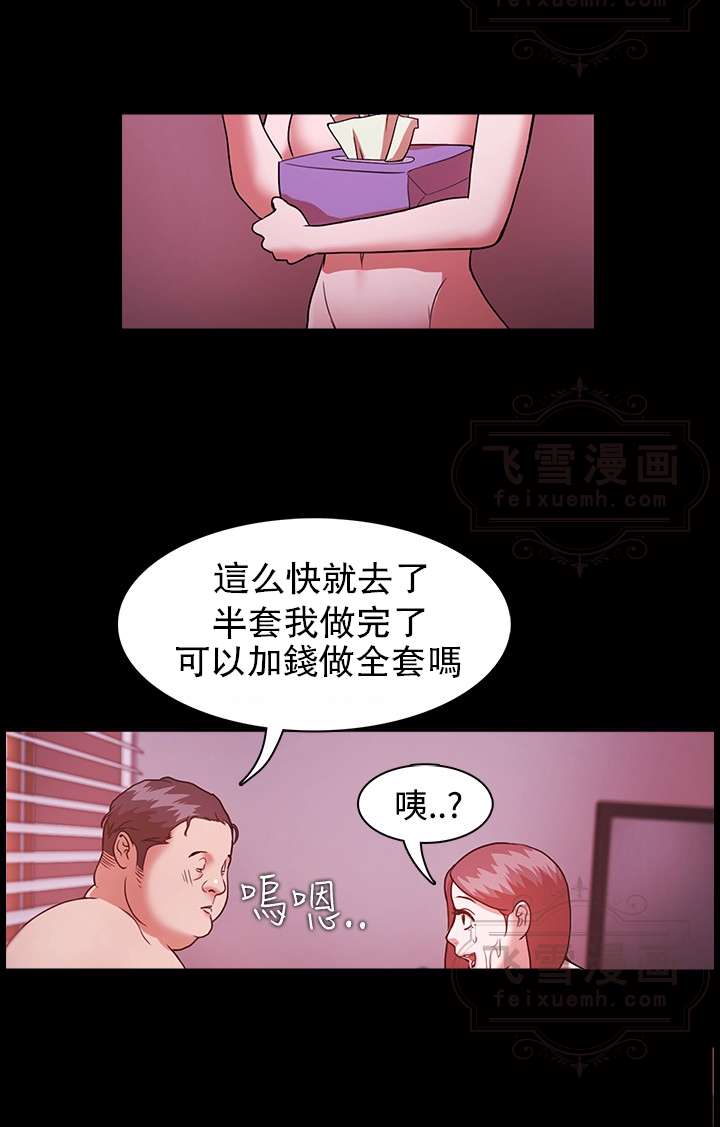 飞雪漫画
feixuemh.com
這么快就去了
半套我做完了
可以加錢做全套嗎
咦..?
嗚嗯..
飞雪漫画
feixuemh.com